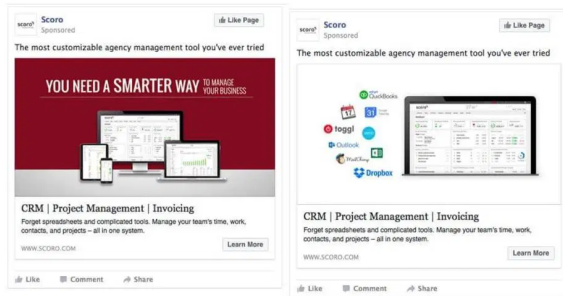 scoro
Scoro
Sponsored
Like Page
The most customizable agency management tool you've ever tried
YOU NEED A SMARTER WAY TO MANAGE YOUR BUSINESS
CRM | Project Management | Invoicing
Forget spreadsheets and complicated tools. Manage your team's time, work,
contacts, and projects – all in one system.
WWW.SCORO.COM
Learn More
Like Comment Share
scoro
Scoro
Sponsored
Like Page
The most customizable agency management tool you've ever tried
QuickBooks
17
31
toggl
Outlook
MailChimp
Dropbox
CRM | Project Management | Invoicing
Forget spreadsheets and complicated tools. Manage your team's time, work,
contacts, and projects – all in one system.
WWW.SCORO.COM
Learn More
Like Comment Share